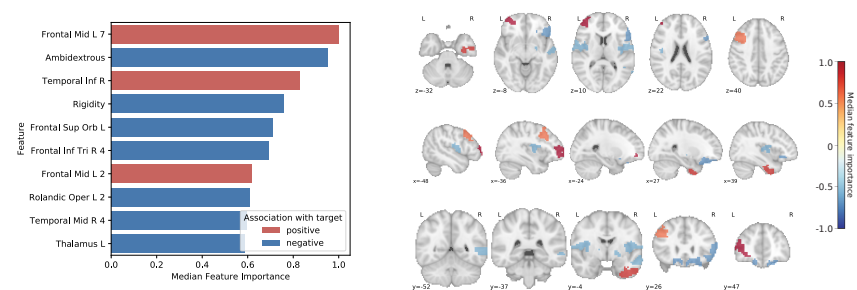 Feature
Frontal Mid L 7
Ambidextrous
Temporal Inf R
Rigidity
Frontal Sup Orb L
Frontal Inf Tri R 4
Frontal Mid L 2
Rolandic Oper L 2
Temporal Mid R 4
Thalamus L
Association with target
positive
negative
0.0 0.2 0.4 0.6 0.8 1.0
Median Feature Importance
L R L R L R L R L R
z=-32 z=-8 z=10 z=22 z=40
x=-48 x=-36 x=-24 x=27 x=39
L R L R L R L R L R
y=-52 y=-37 y=-4 y=26 y=47
1.0
0.5
0
-0.5
-1.0
Median feature importance